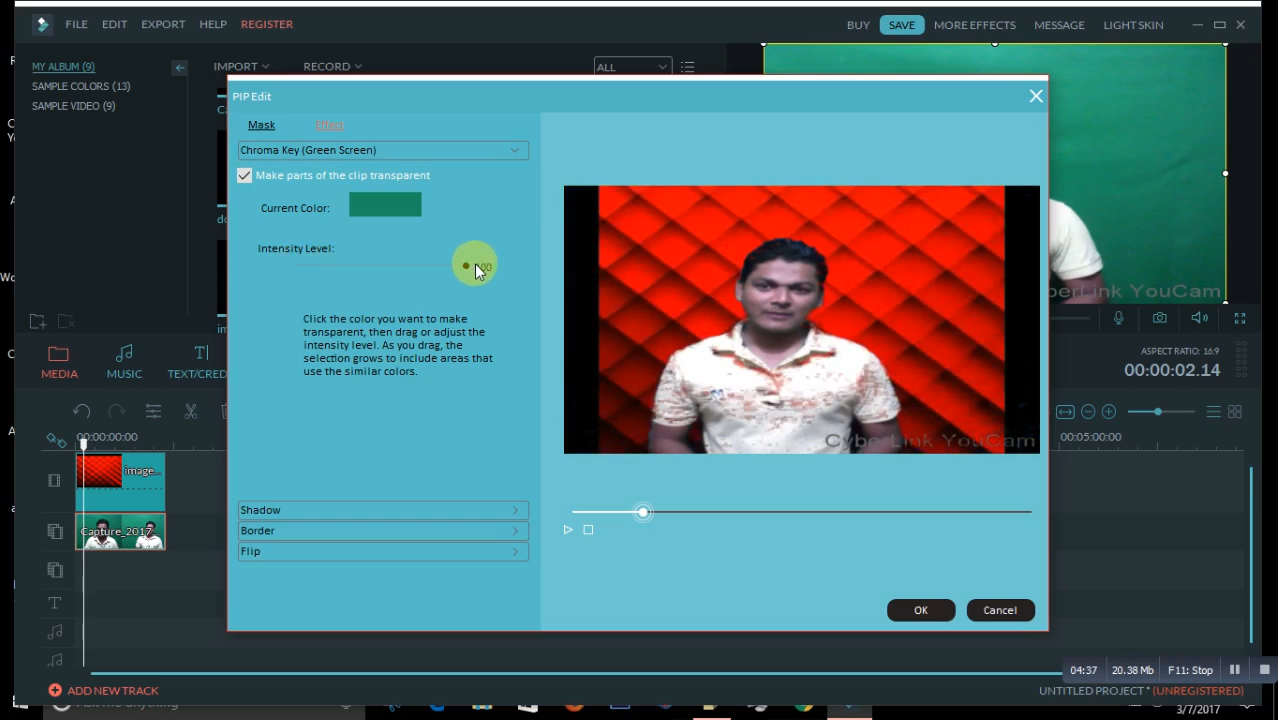 FILE EDIT EXPORT HELP REGISTER
BUY SAVE MORE EFFECTS MESSAGE LIGHT SKIN
MY ALBUM (9)
SAMPLE COLORS (13)
SAMPLE VIDEO (9)
IMPORT RECORD ALL
PIP Edit
Mask Effect
Chroma Key (Green Screen)
Make parts of the clip transparent
Current Color:
Intensity Level:
Click the color you want to make
transparent, then drag or adjust the
intensity level. As you drag, the
selection grows to include areas that
use the similar colors.
Shadow
Border
Flip
CyberLink YouCam
OK Cancel
berLink YouCam
MEDIA MUSIC TEXT/CRED
ASPECT RATIO: 16:9
00:00:02.14
00:00:00:00
00:05:00:00
image...
Capture_2017
04:37 20.38 Mb F11: Stop
ADD NEW TRACK
UNTITLED PROJECT * (UNREGISTERED)
3/7/2017